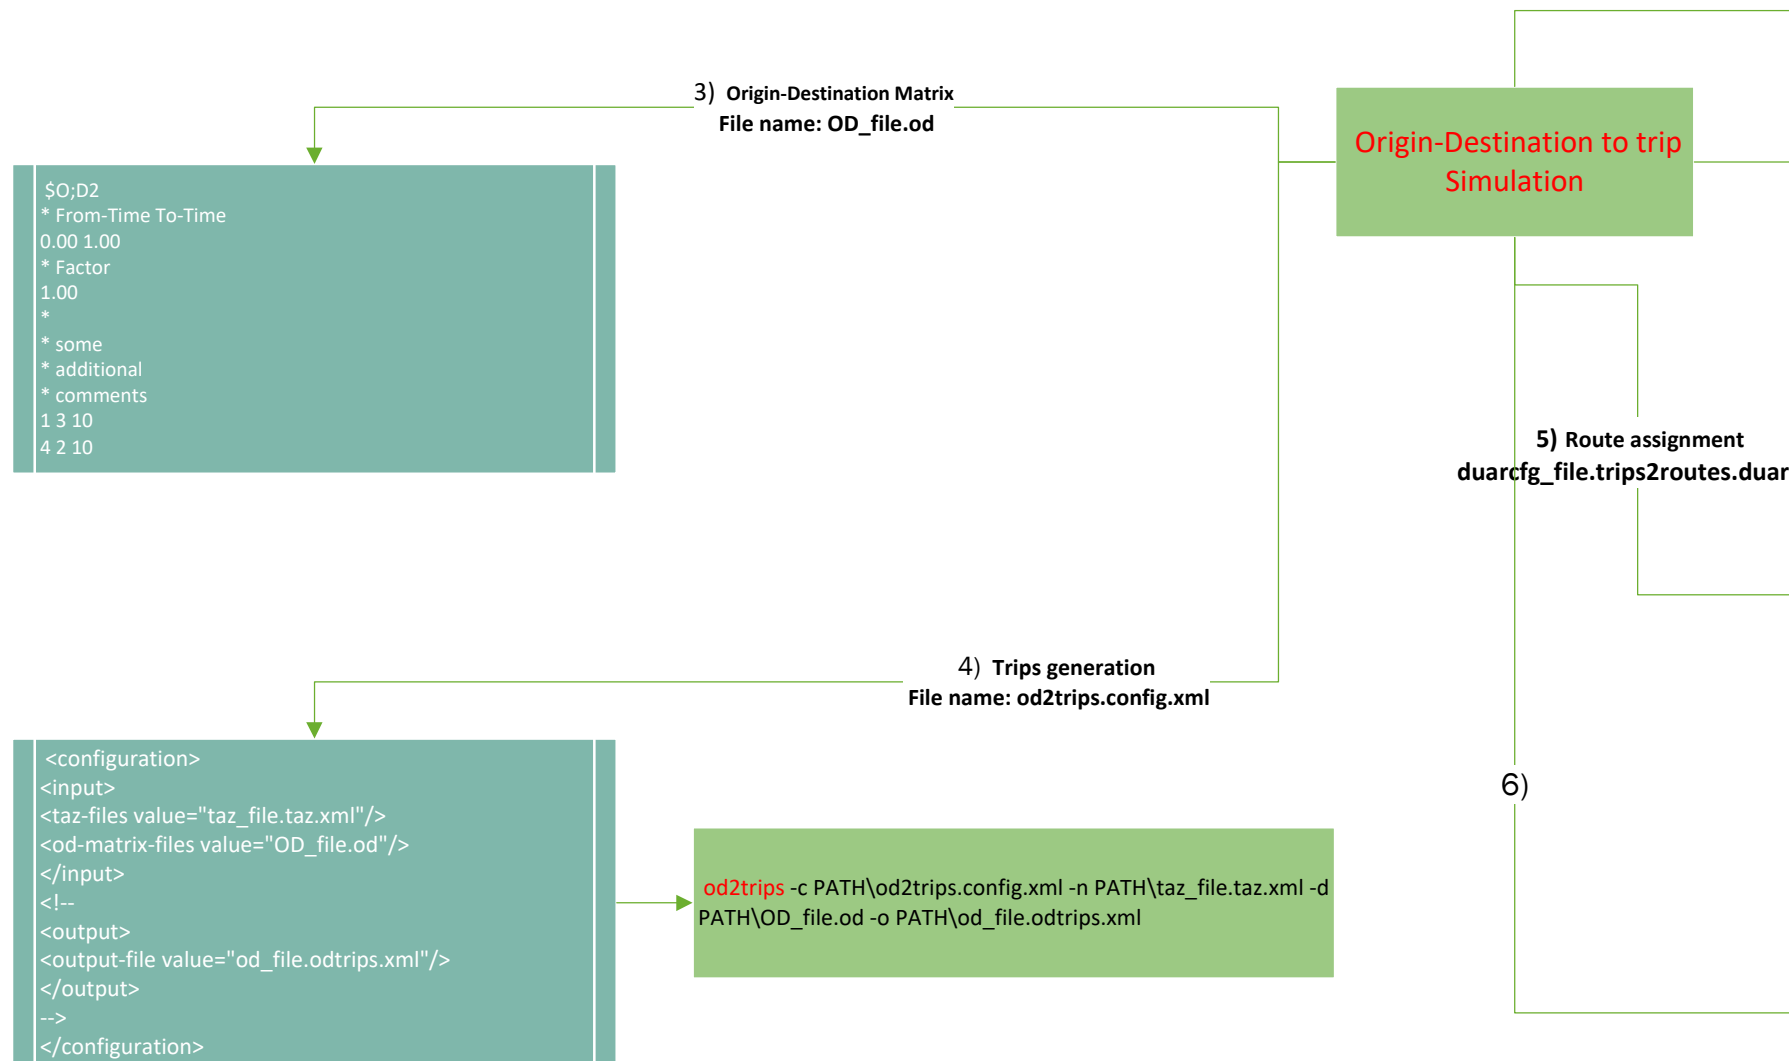 3) Origin-Destination Matrix
File name: OD_file.od
Origin-Destination to trip
Simulation
$O;D2
* From-Time To-Time
0.00 1.00
* Factor
1.00
*
* some
* additional
* comments
1 3 10
4 2 10
5) Route assignment
duarcfg_file.trips2routes.duar
4) Trips generation
File name: od2trips.config.xml
<configuration>
<input>
<taz-files value="taz_file.taz.xml"/>
<od-matrix-files value="OD_file.od"/>
</input>
<!--
<output>
<output-file value="od_file.odtrips.xml"/>
</output>
-->
</configuration>
od2trips -c PATH\od2trips.config.xml -n PATH\taz_file.taz.xml -d
PATH\OD_file.od -o PATH\od_file.odtrips.xml
6)